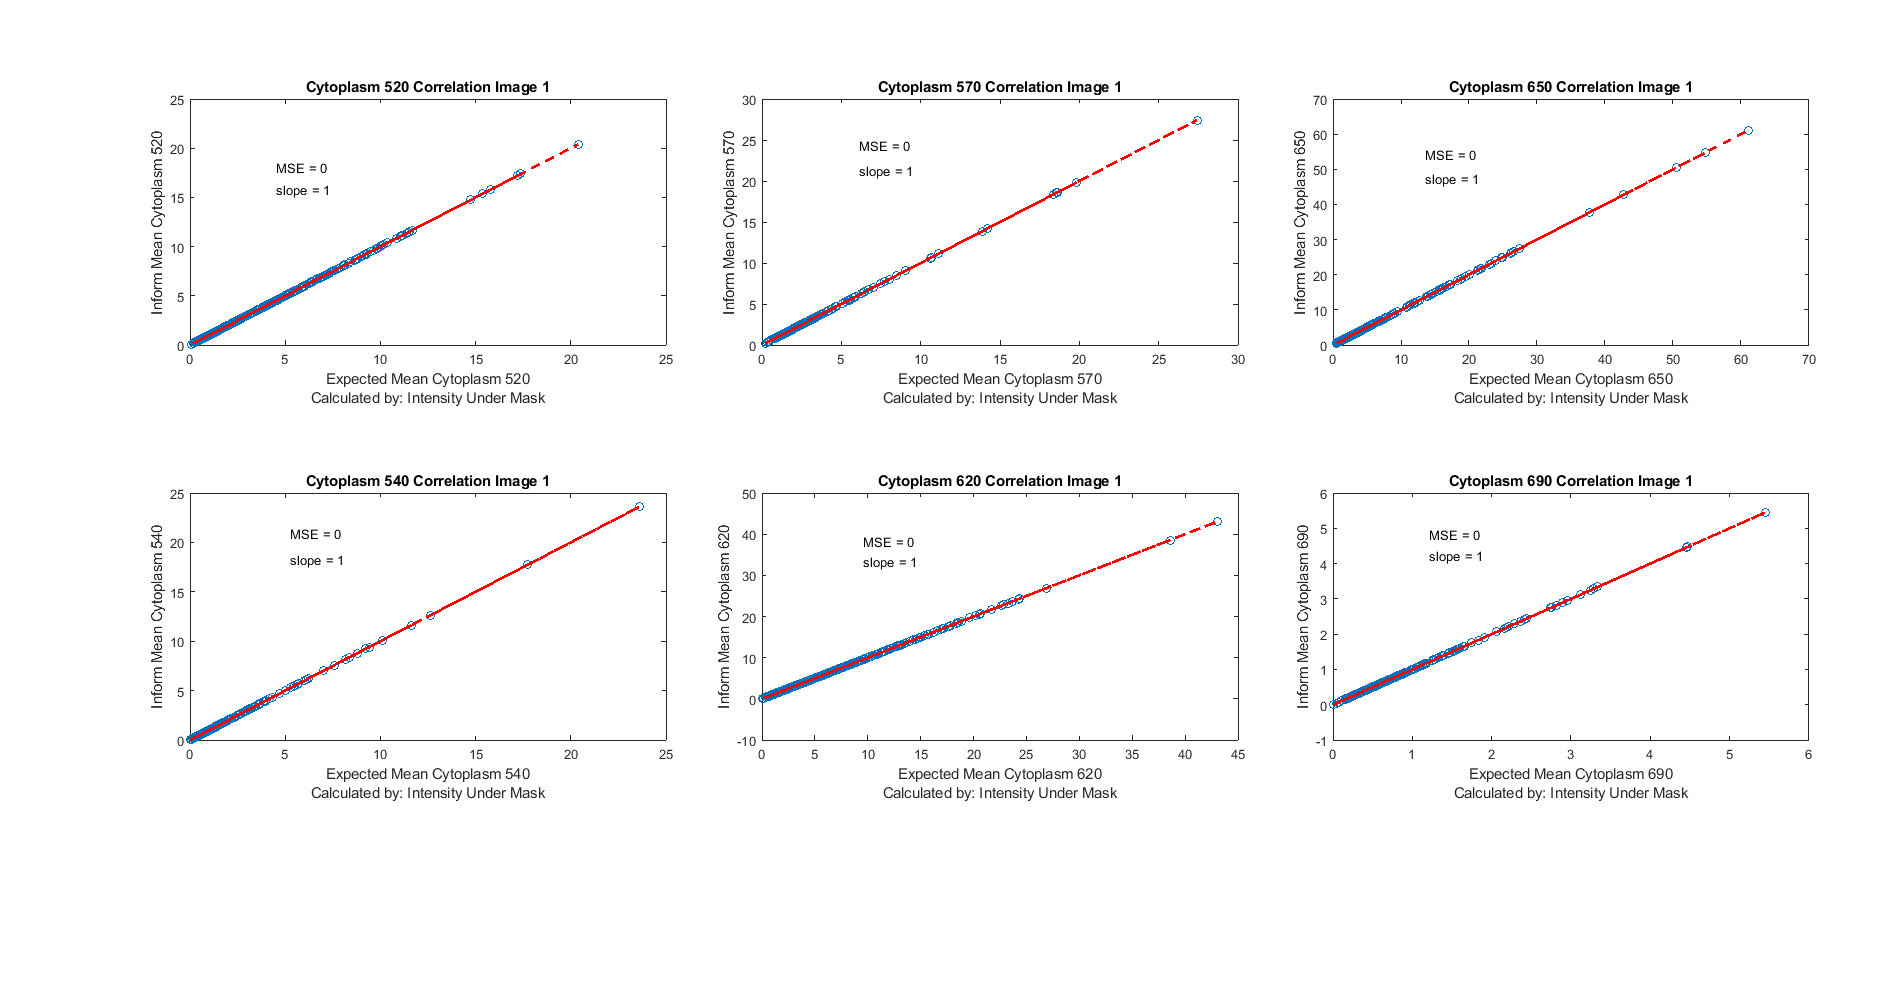 Cytoplasm 520 Correlation Image 1
25
20
15
10
5
0
Inform Mean Cytoplasm 520
MSE = 0
slope = 1
0 5 10 15 20 25
Expected Mean Cytoplasm 520
Calculated by: Intensity Under Mask
Cytoplasm 570 Correlation Image 1
30
25
20
15
10
5
0
Inform Mean Cytoplasm 570
MSE = 0
slope = 1
0 5 10 15 20 25 30
Expected Mean Cytoplasm 570
Calculated by: Intensity Under Mask
Cytoplasm 650 Correlation Image 1
70
60
50
40
30
20
10
0
Inform Mean Cytoplasm 650
MSE = 0
slope = 1
0 10 20 30 40 50 60 70
Expected Mean Cytoplasm 650
Calculated by: Intensity Under Mask
Cytoplasm 540 Correlation Image 1
25
20
15
10
5
0
Inform Mean Cytoplasm 540
MSE = 0
slope = 1
0 5 10 15 20 25
Expected Mean Cytoplasm 540
Calculated by: Intensity Under Mask
Cytoplasm 620 Correlation Image 1
50
40
30
20
10
0
-10
Inform Mean Cytoplasm 620
MSE = 0
slope = 1
0 5 10 15 20 25 30 35 40 45
Expected Mean Cytoplasm 620
Calculated by: Intensity Under Mask
Cytoplasm 690 Correlation Image 1
6
5
4
3
2
1
0
-1
Inform Mean Cytoplasm 690
MSE = 0
slope = 1
0 1 2 3 4 5 6
Expected Mean Cytoplasm 690
Calculated by: Intensity Under Mask